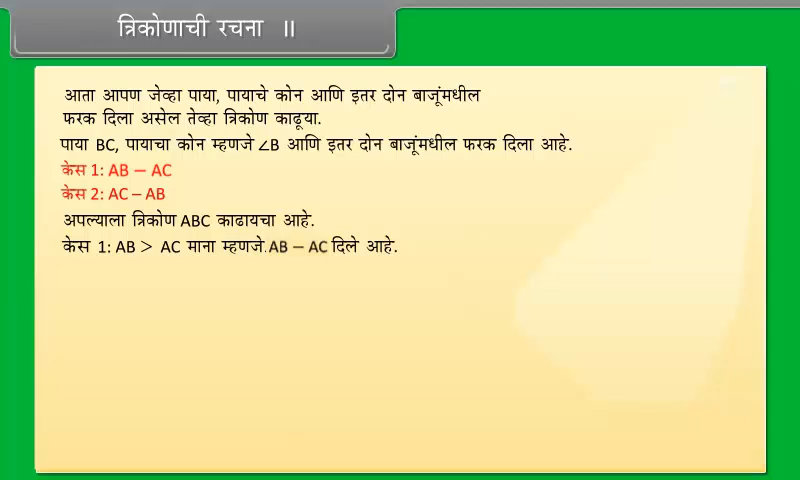 त्रिकोणाची रचना ॥
आता आपण जेव्हा पाया, पायाचे कोन आणि इतर दोन बाजूंमधील
फरक दिला असेल तेव्हा त्रिकोण काढूया.
पाया BC, पायाचा कोन म्हणजे ∠B आणि इतर दोन बाजूंमधील फरक दिला आहे.
केस 1: AB – AC
केस 2: AC – AB
अपल्याला त्रिकोण ABC काढायचा आहे.
केस 1: AB > AC माना म्हणजे. AB – AC दिले आहे.